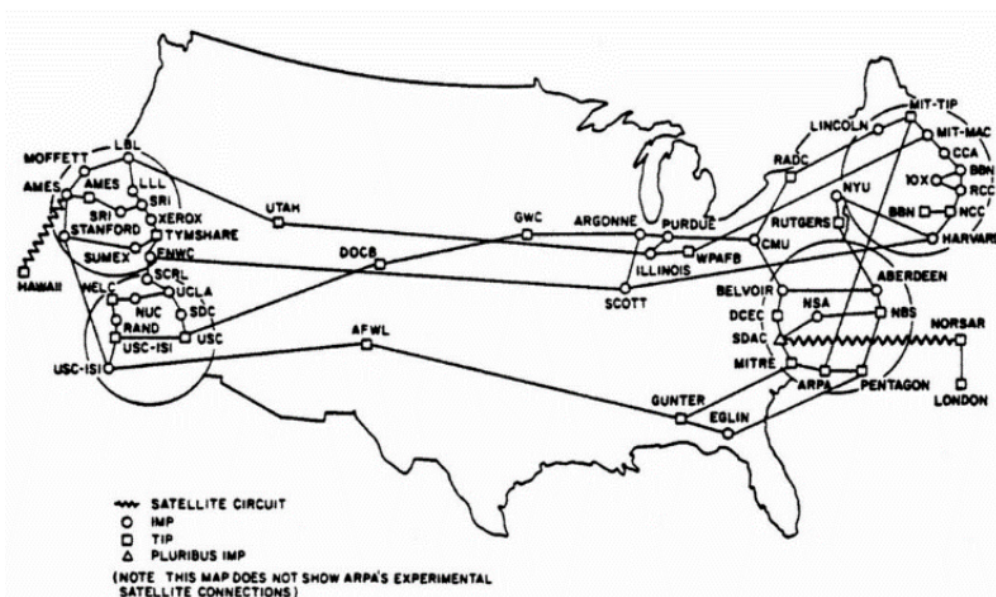 MIT-TIP
LINCOLN
MIT-MAC
CCA
RADC
BBN
10X
RCC
NYU
BBN
NCC
RUTGERS
HARVARD
MOFFETT
LBL
AMES
AMES
LLL
SRI
SRI
XEROX
STANFORD
TYMSHARE
SUMEX
FNWC
HAWAII
SCRL
NELC
UCLA
NUC
SDC
RAND
USC-ISI
USC
USC-ISI
UTAH
GWC
DOCB
ARGONNE
PURDUE
WPAFB
CMU
ILLINOIS
SCOTT
BELVOIR
ABERDEEN
NSA
DCEC
NBS
SDAC
NORSAR
MITRE
ARPA
PENTAGON
LONDON
AFWL
GUNTER
EGLIN
SATELLITE CIRCUIT
IMP
TIP
PLURIBUS IMP
(NOTE THIS MAP DOES NOT SHOW ARPA'S EXPERIMENTAL
SATELLITE CONNECTIONS)